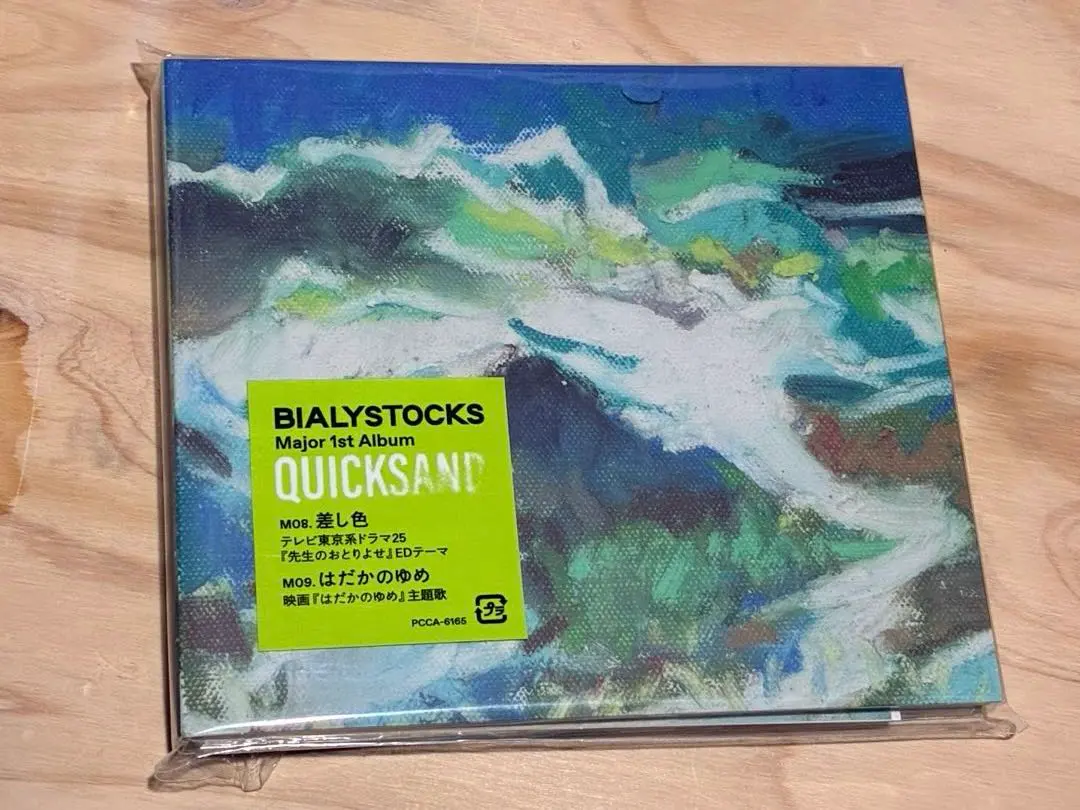 BIALYSTOCKS
Major 1st Album
QUICKSAND
M08. 差し色
テレビ東京系ドラマ25
『先生のおとりよせ』EDテーマ
M09. はだかのゆめ
映画『はだかのゆめ』主題歌
PCCA-6165 プラ